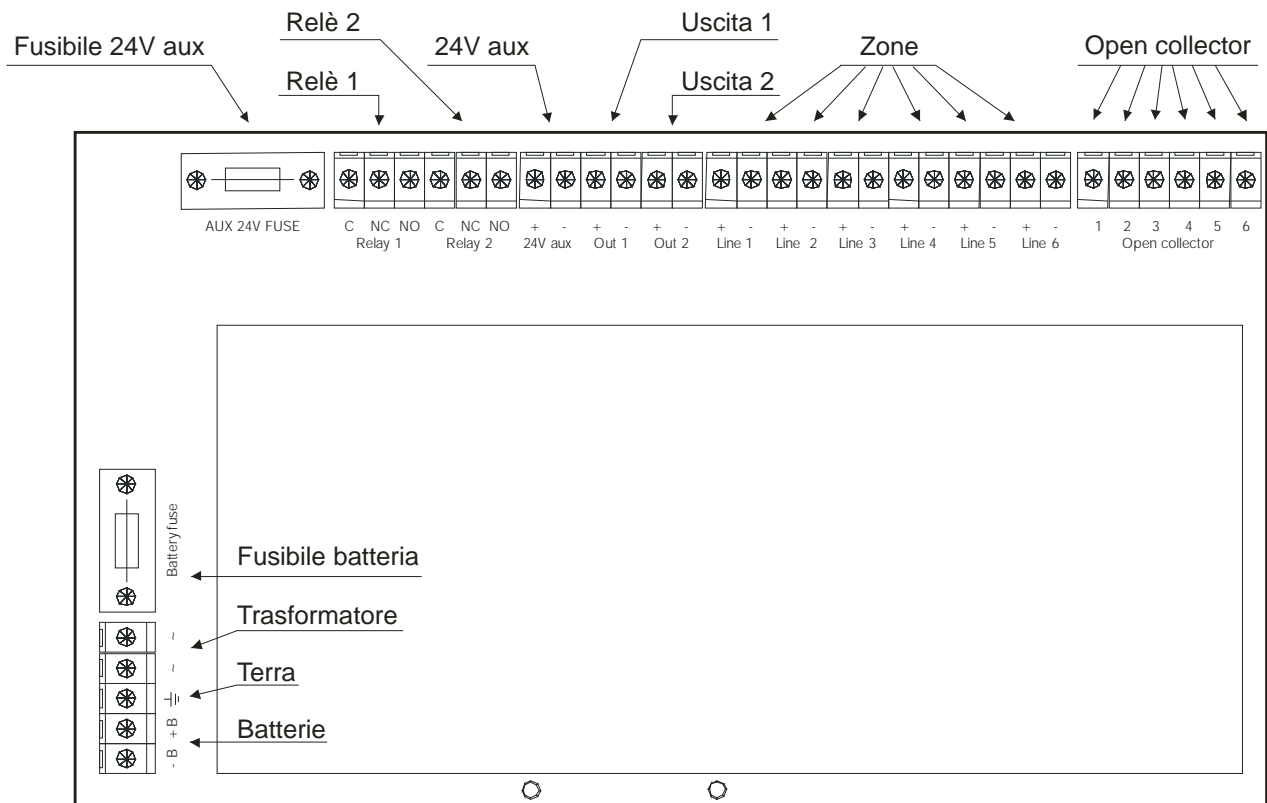 Relè 2
Uscita 1
Fusibile 24V aux
24V aux
Zone
Open collector
Relè 1
Uscita 2
AUX 24V FUSE
C NC NO C NC NO + - + - + - + - + - + - + - + - + - 1 2 3 4 5 6
Relay 1 Relay 2 24V aux Out 1 Out 2 Line 1 Line 2 Line 3 Line 4 Line 5 Line 6 Open collector
Battery fuse
Fusibile batteria
Trasformatore
~
~
Terra
+ B
Batterie
- B